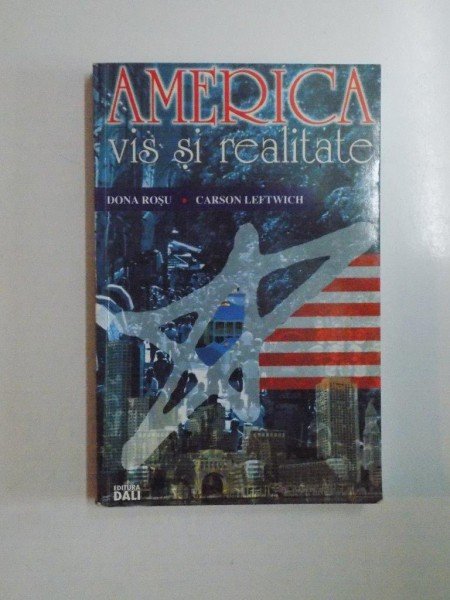 AMERICA
vis și realitate
DONA ROȘU • CARSON LEFTWICH
EDITURA
DALI